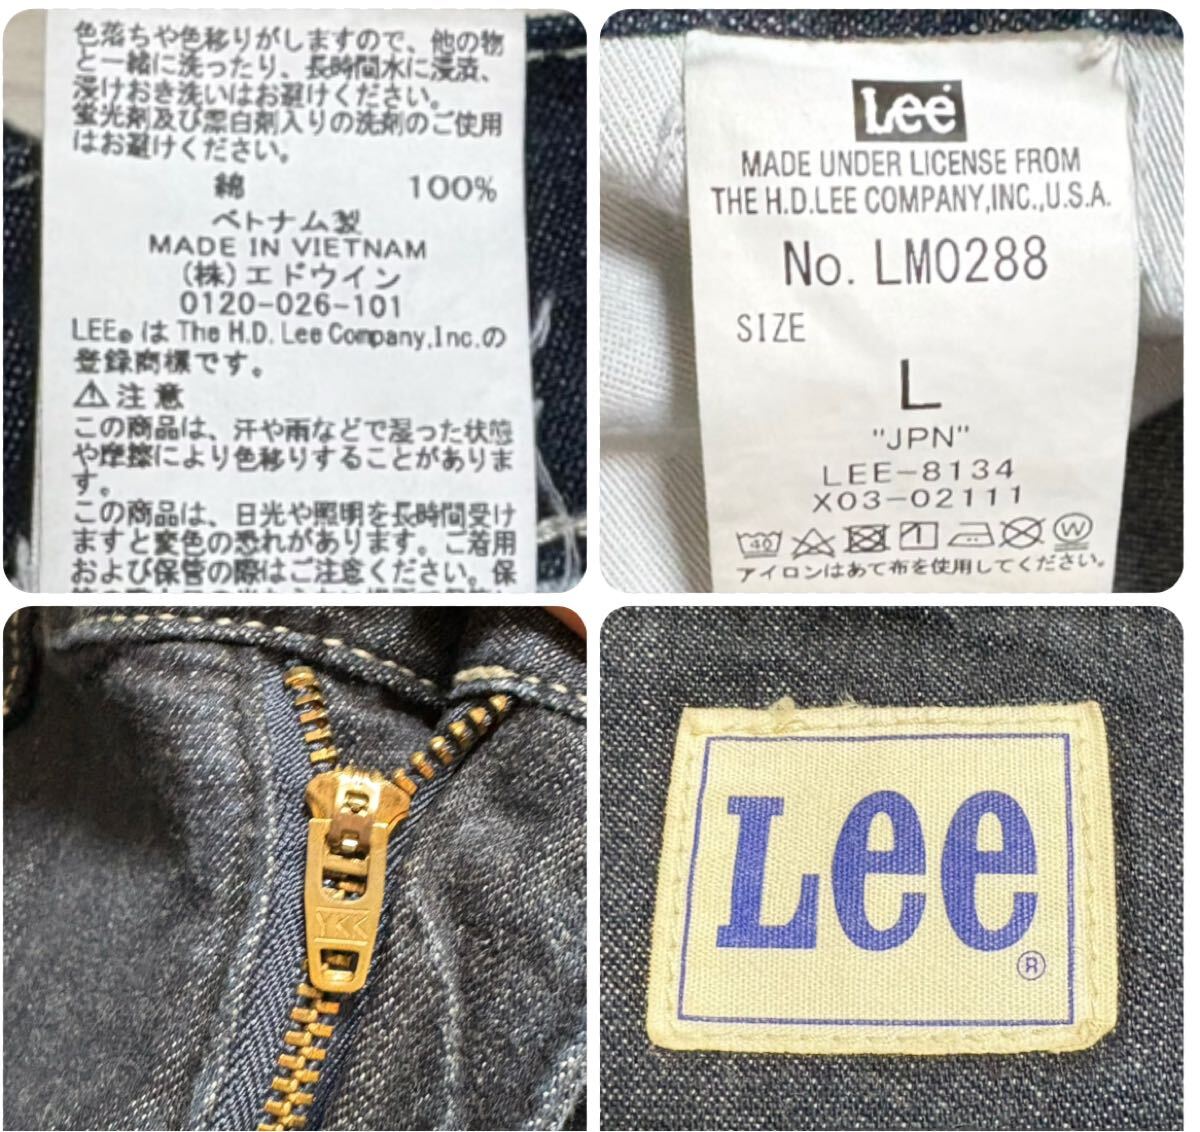 色落ちや色移りがしますので、他の物
と一緒に洗ったり、長時間水に浸漬、
浸けおき洗いはお避けください。
蛍光剤及び漂白剤入りの洗剤のご使用
はお避けください。
綿 100%
ベトナム製
MADE IN VIETNAM
(株)エドウイン
0120-026-101
LEE®は The H.D. Lee Company,Inc.の
登録商標です。
⚠注意
この商品は、汗や雨などで湿った状態
や摩擦により色移りすることがありま
す。
この商品は、日光や照明を長時間受け
ますと変色の恐れがあります。ご着用
および保管の際はご注意ください。保
Lee
MADE UNDER LICENSE FROM
THE H.D.LEE COMPANY,INC.,U.S.A.
No. LM0288
SIZE
L
"JPN"
LEE-8134
X03-02111
40 1 W
アイロンはあて布を使用してください。
YKK
Lee
®